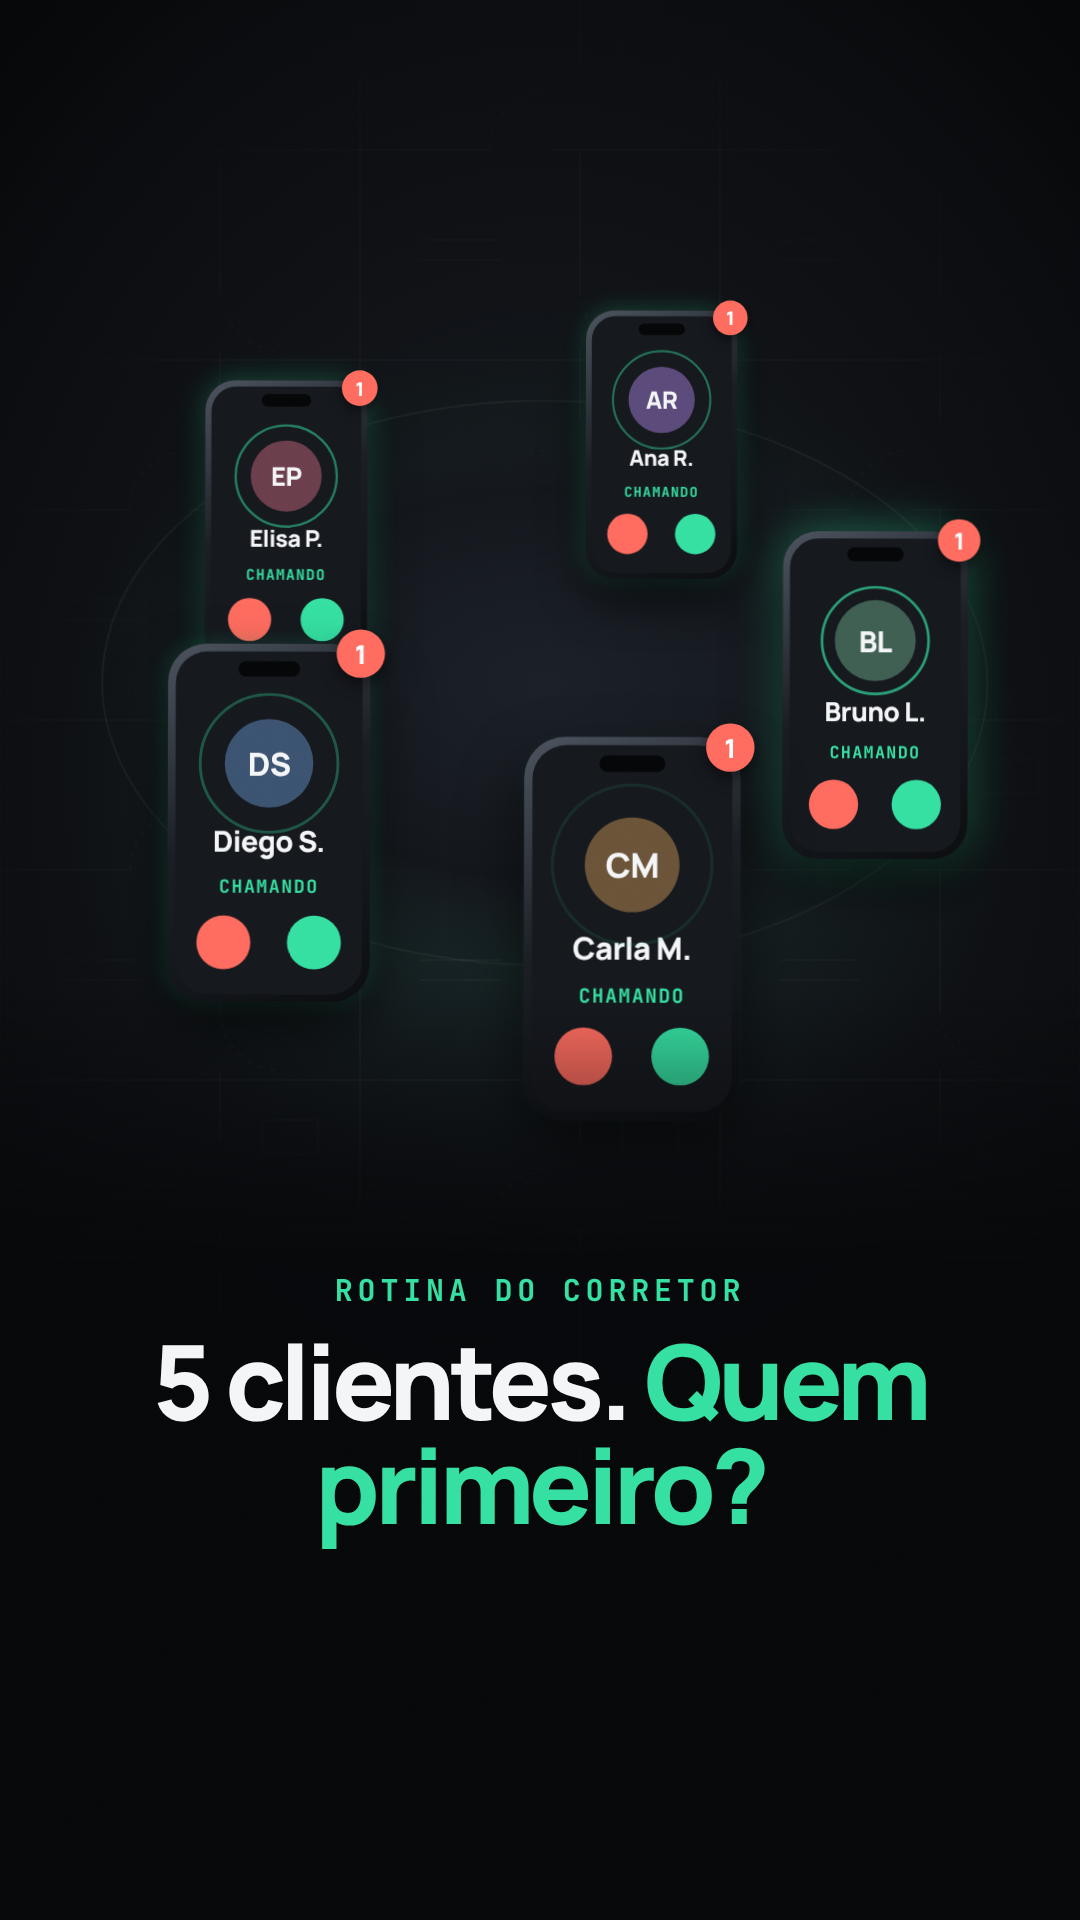 1
AR
Ana R.
CHAMANDO
1
EP
Elisa P.
CHAMANDO
1
BL
Bruno L.
CHAMANDO
1
DS
Diego S.
CHAMANDO
1
CM
Carla M.
CHAMANDO
ROTINA DO CORRETOR
5 clientes. Quem
primeiro?